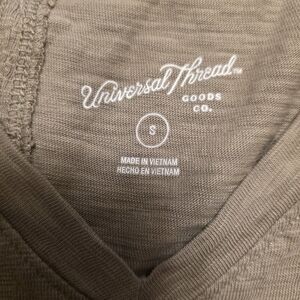 Universal Thread™
GOODS
CO.
S
MADE IN VIETNAM
HECHO EN VIETNAM